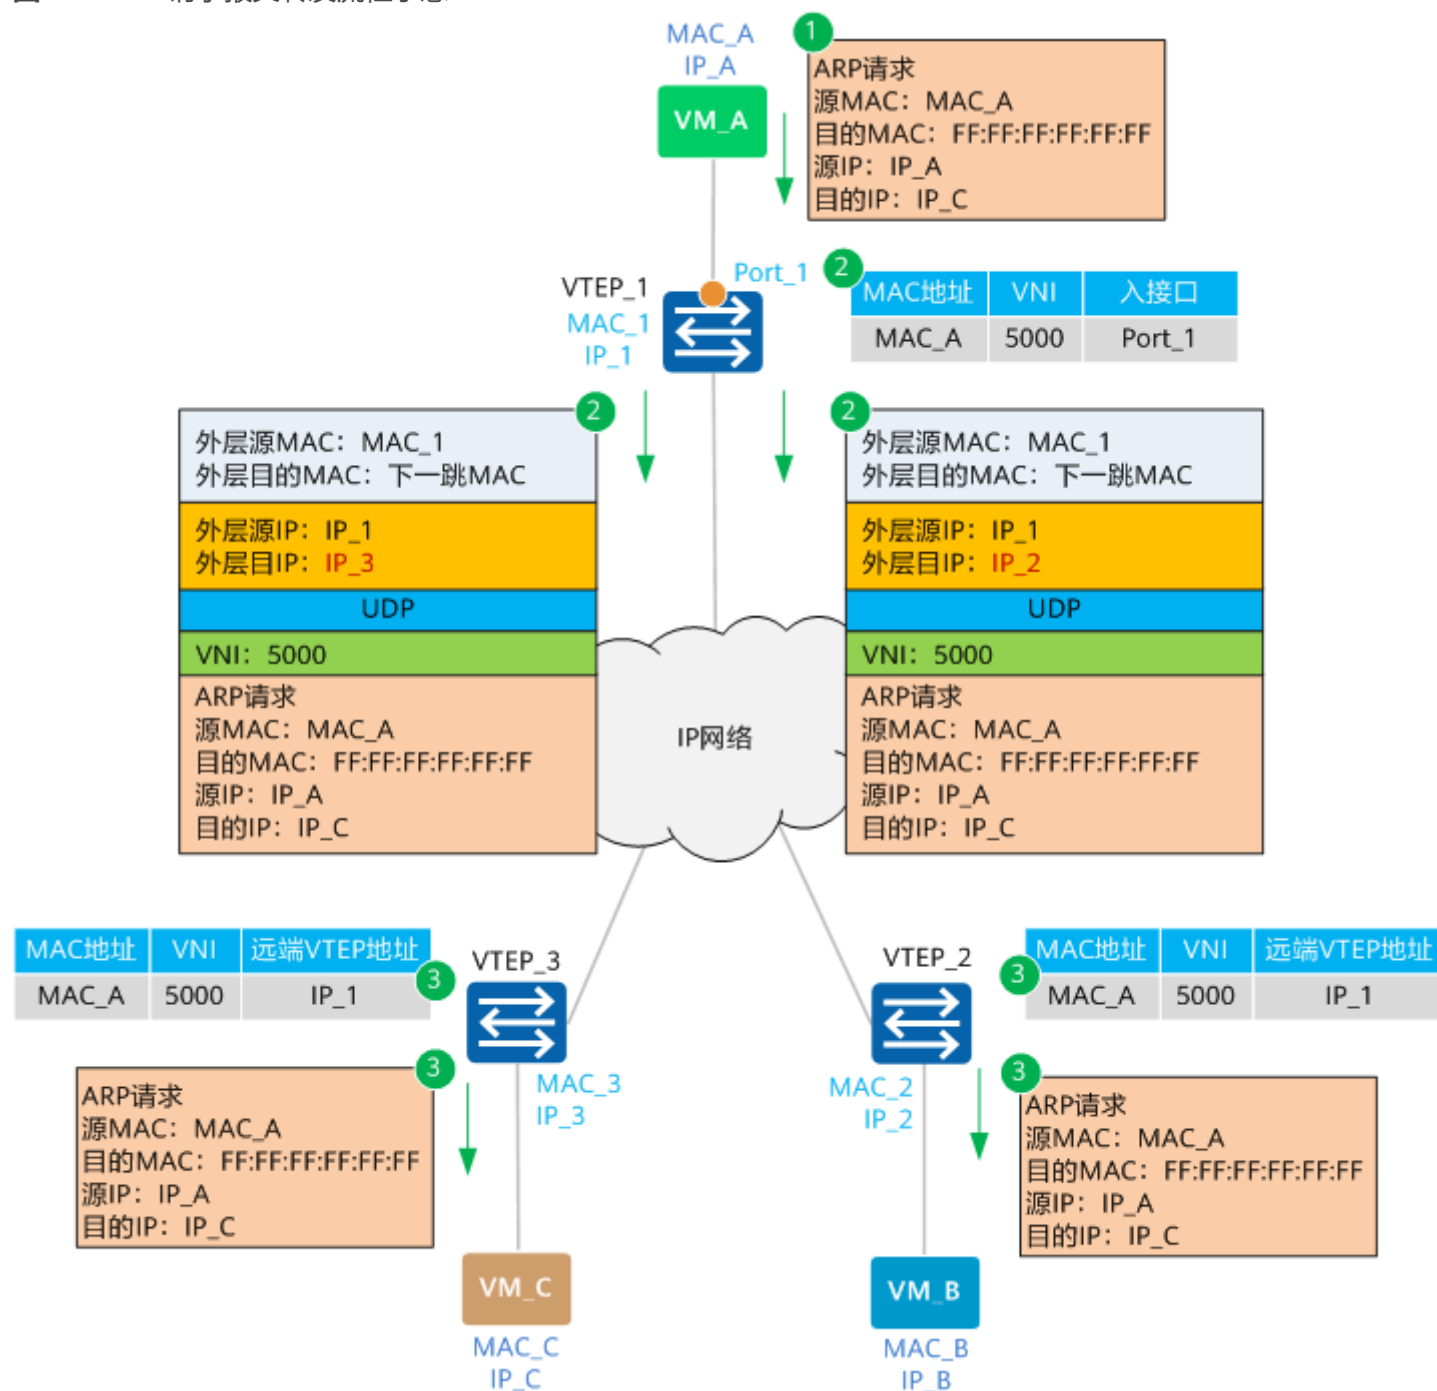 MAC_A
IP_A
VM_A
1
ARP请求
源MAC：MAC_A
目的MAC：FF:FF:FF:FF:FF:FF
源IP：IP_A
目的IP：IP_C
VTEP_1
MAC_1
IP_1
Port_1
2
MAC地址 VNI 入接口
MAC_A 5000 Port_1
2
外层源MAC：MAC_1
外层目的MAC：下一跳MAC
外层源IP：IP_1
外层目IP：IP_3
UDP
VNI：5000
ARP请求
源MAC：MAC_A
目的MAC：FF:FF:FF:FF:FF:FF
源IP：IP_A
目的IP：IP_C
2
外层源MAC：MAC_1
外层目的MAC：下一跳MAC
外层源IP：IP_1
外层目IP：IP_2
UDP
VNI：5000
ARP请求
源MAC：MAC_A
目的MAC：FF:FF:FF:FF:FF:FF
源IP：IP_A
目的IP：IP_C
IP网络
MAC地址 VNI 远端VTEP地址
MAC_A 5000 IP_1
3
VTEP_3
MAC_3
IP_3
3
ARP请求
源MAC：MAC_A
目的MAC：FF:FF:FF:FF:FF:FF
源IP：IP_A
目的IP：IP_C
VM_C
MAC_C
IP_C
VTEP_2
MAC_2
IP_2
3
MAC地址 VNI 远端VTEP地址
MAC_A 5000 IP_1
3
ARP请求
源MAC：MAC_A
目的MAC：FF:FF:FF:FF:FF:FF
源IP：IP_A
目的IP：IP_C
VM_B
MAC_B
IP_B